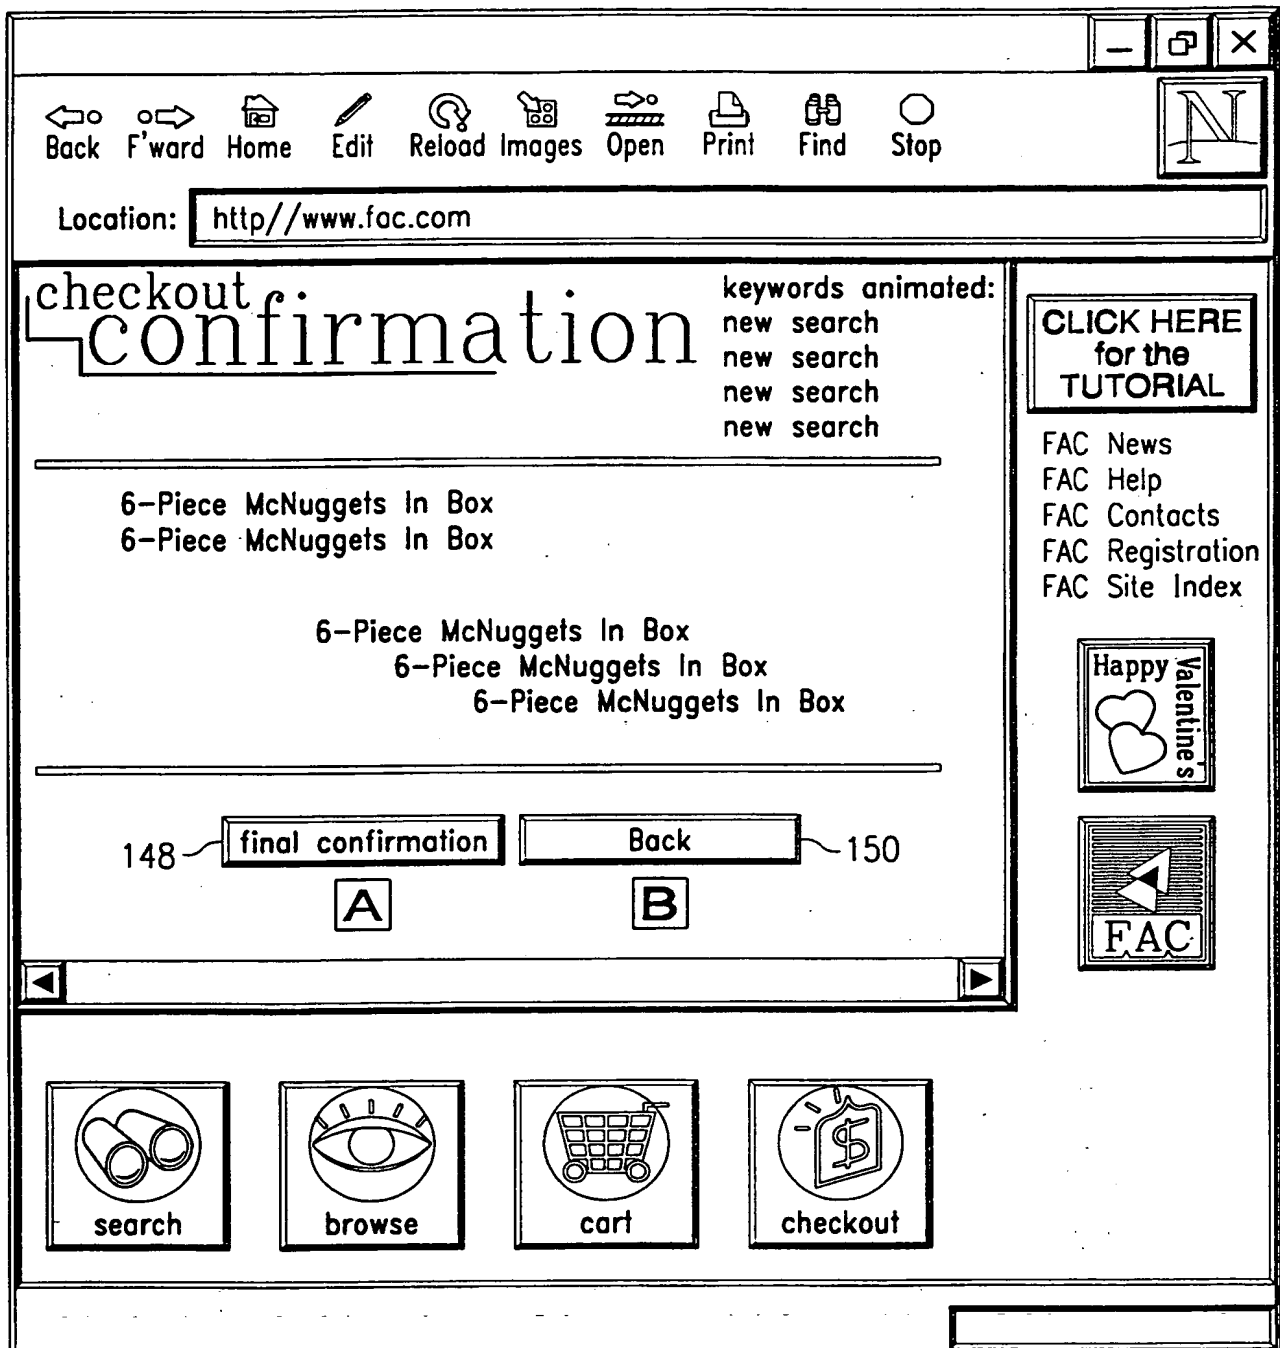 Back F'ward Home Edit Reload Images Open Print Find Stop
N
Location: http//www.fac.com
checkout
confirmation
keywords animated:
new search
new search
new search
new search
CLICK HERE
for the
TUTORIAL
FAC News
FAC Help
FAC Contacts
FAC Registration
FAC Site Index
6-Piece McNuggets In Box
6-Piece McNuggets In Box
6-Piece McNuggets In Box
6-Piece McNuggets In Box
6-Piece McNuggets In Box
Happy
Valentine's
148 final confirmation Back 150
A B
FAC
$
search browse cart checkout